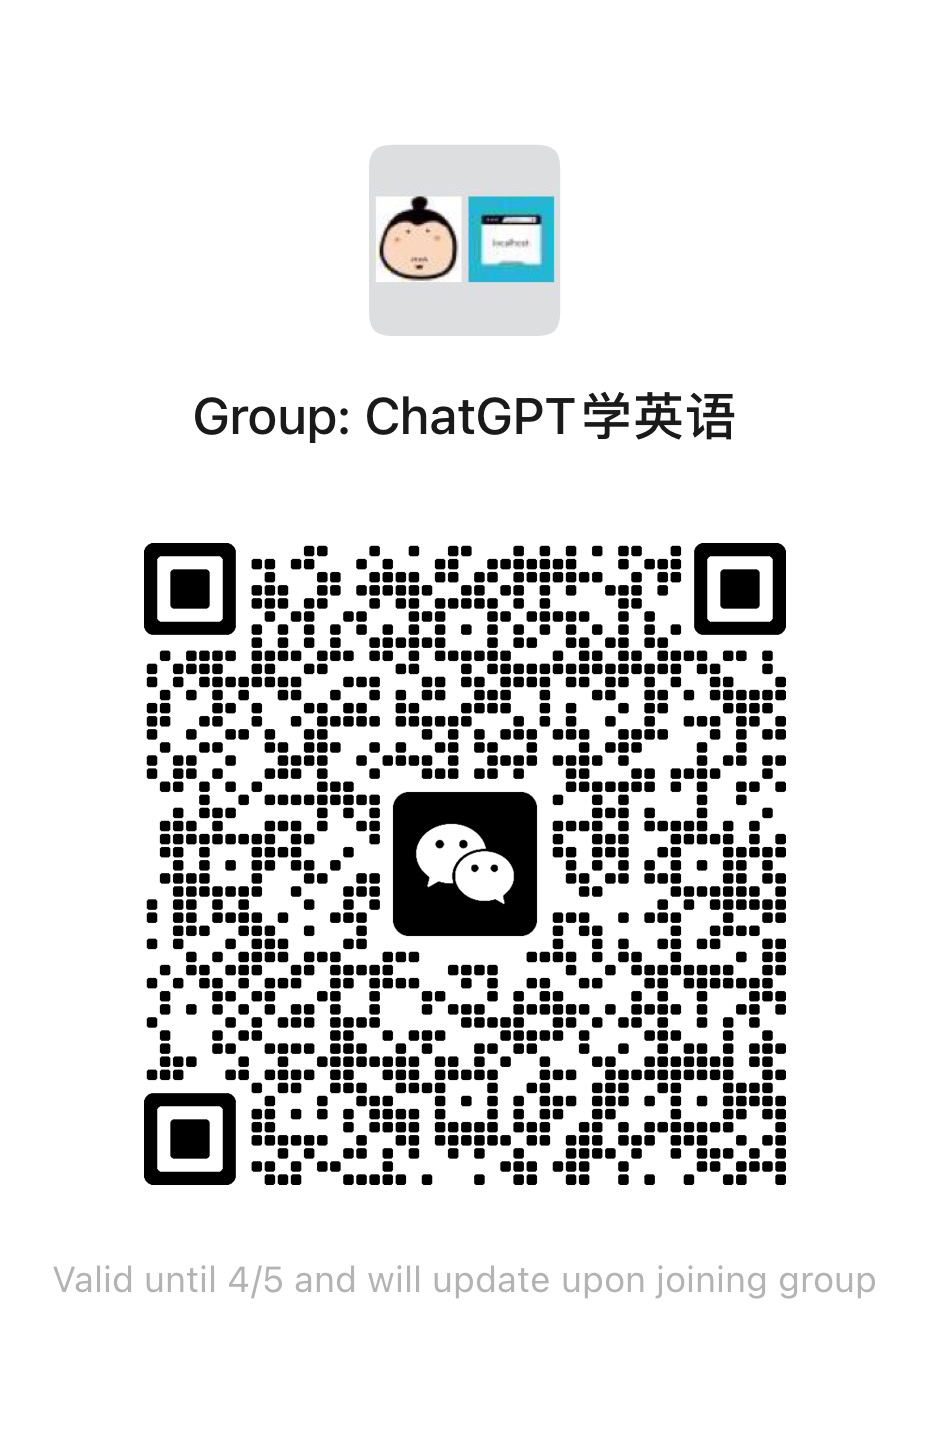 localhost
Group: ChatGPT学英语
Valid until 4/5 and will update upon joining group